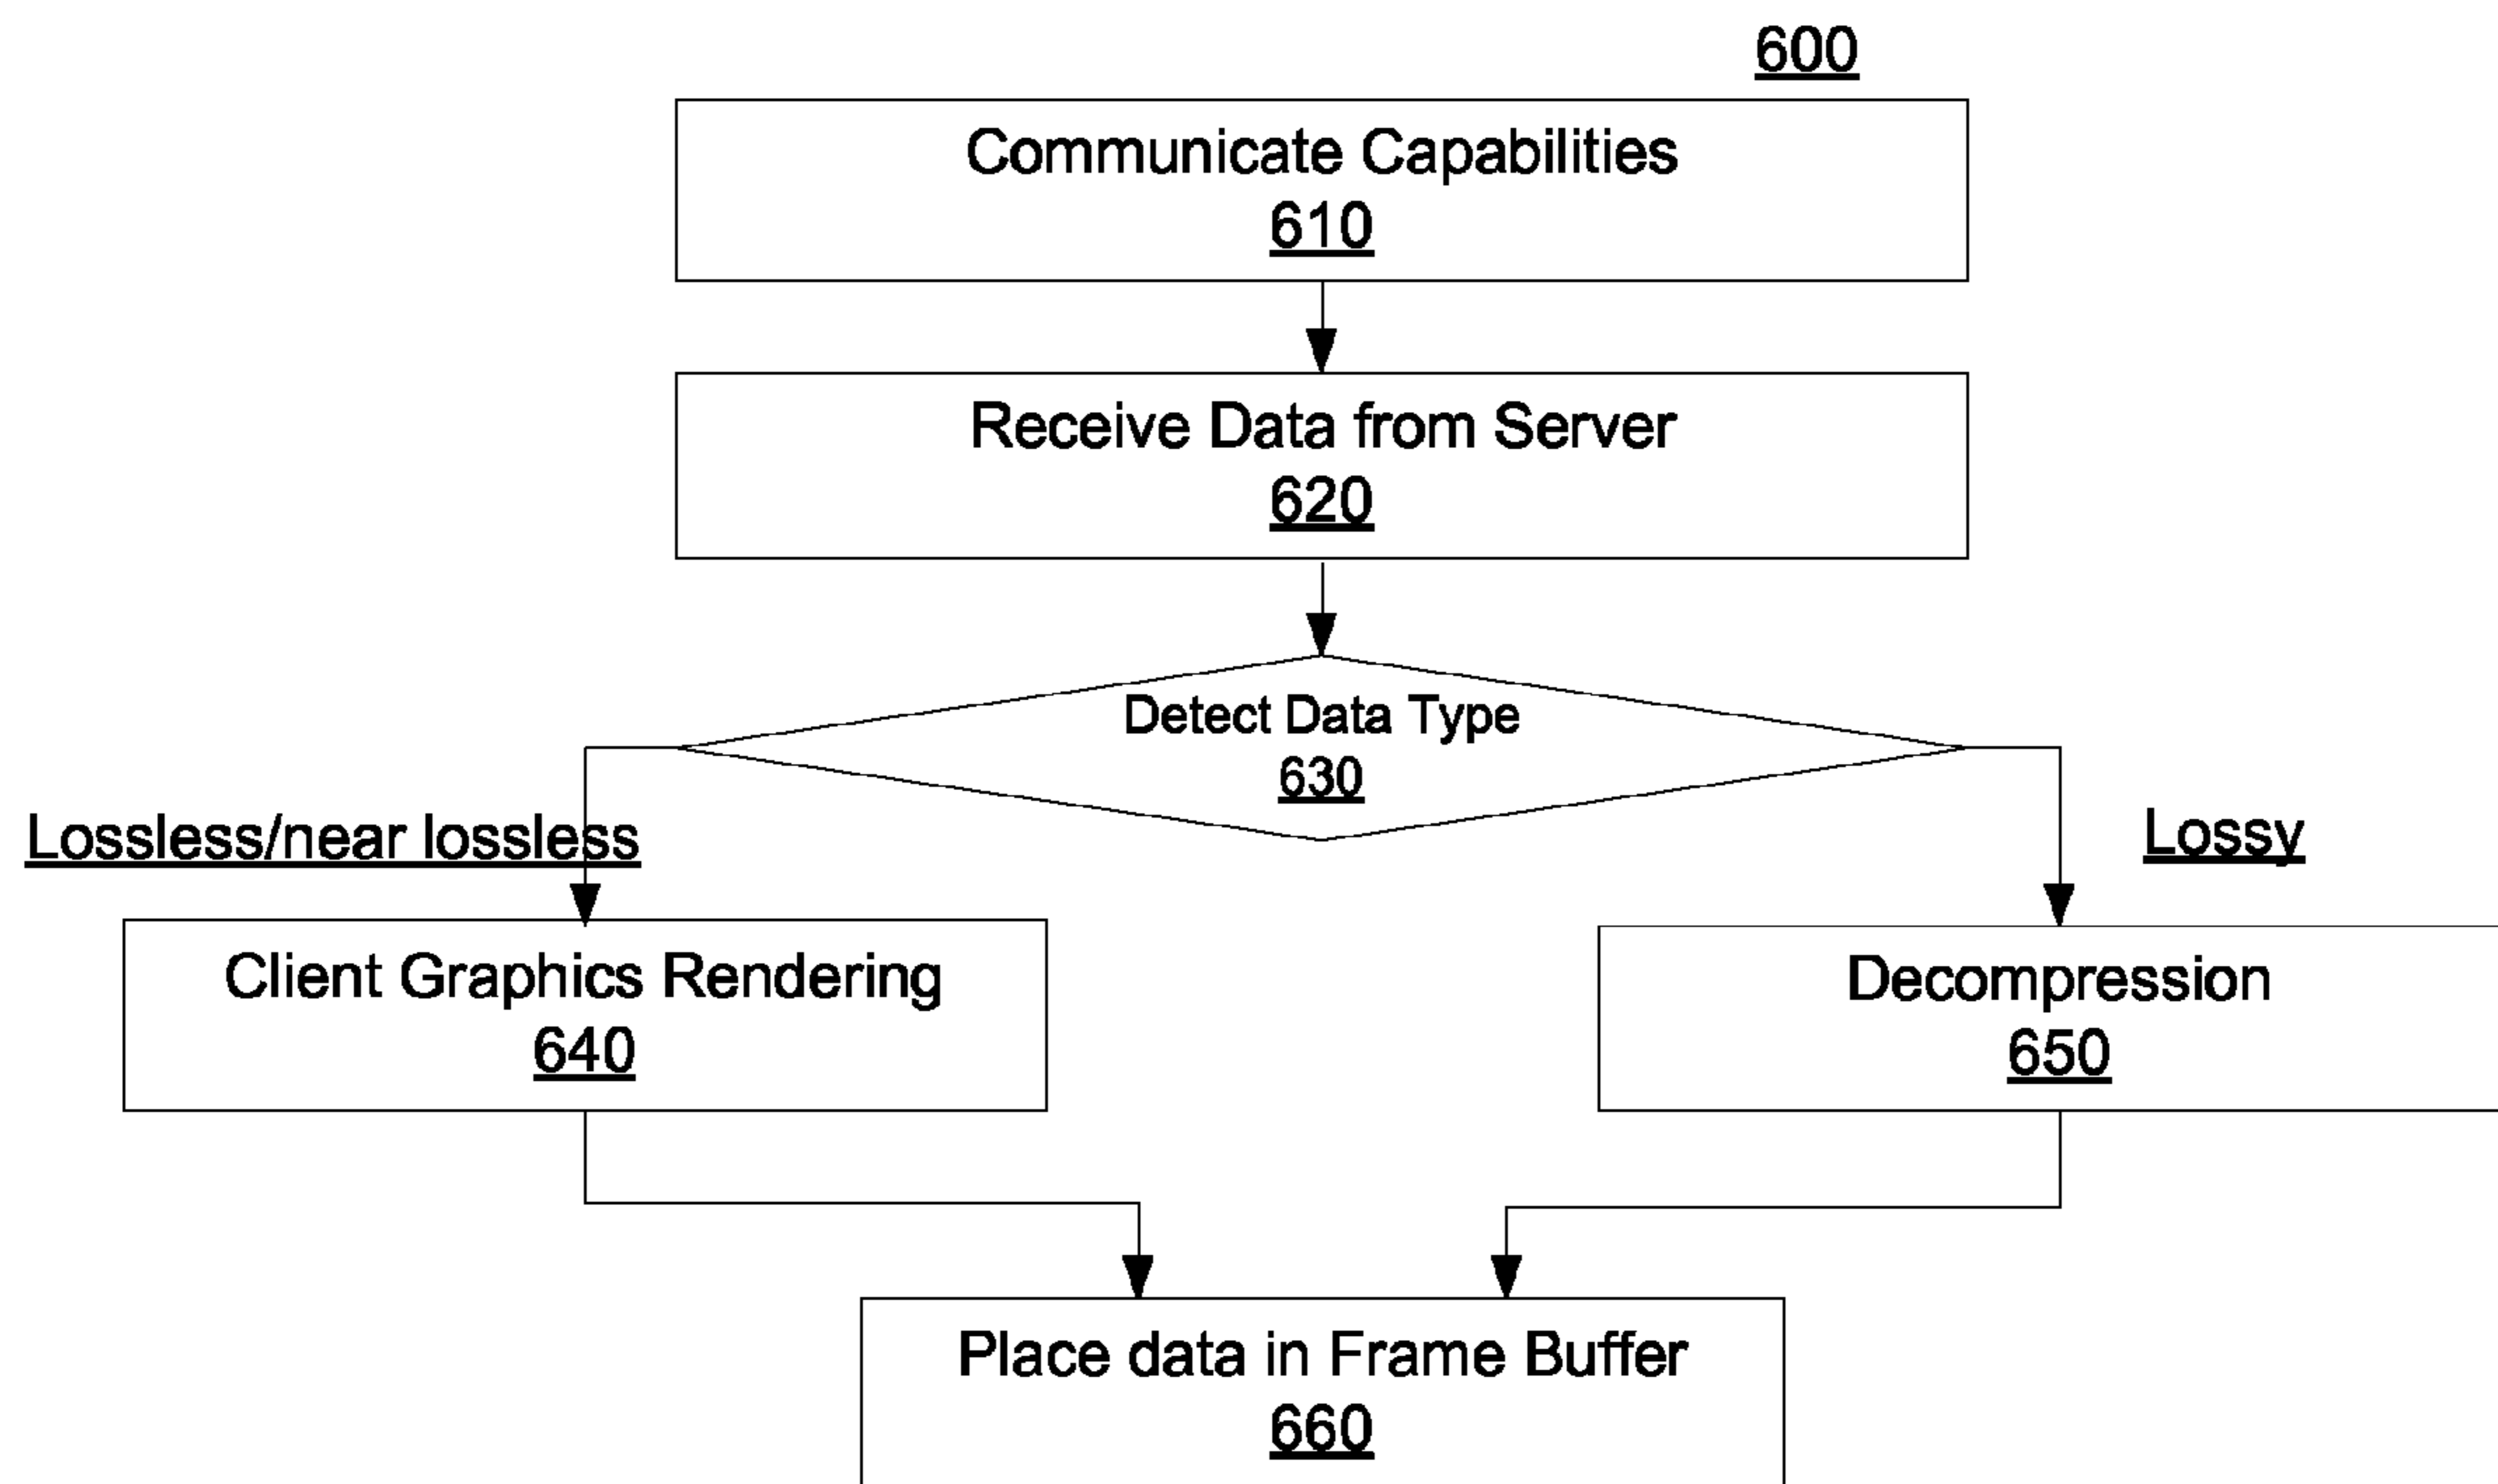 600
Communicate Capabilities
610
Receive Data from Server
620
Detect Data Type
630
Lossless/near lossless
Lossy
Client Graphics Rendering
640
Decompression
650
Place data in Frame Buffer
660